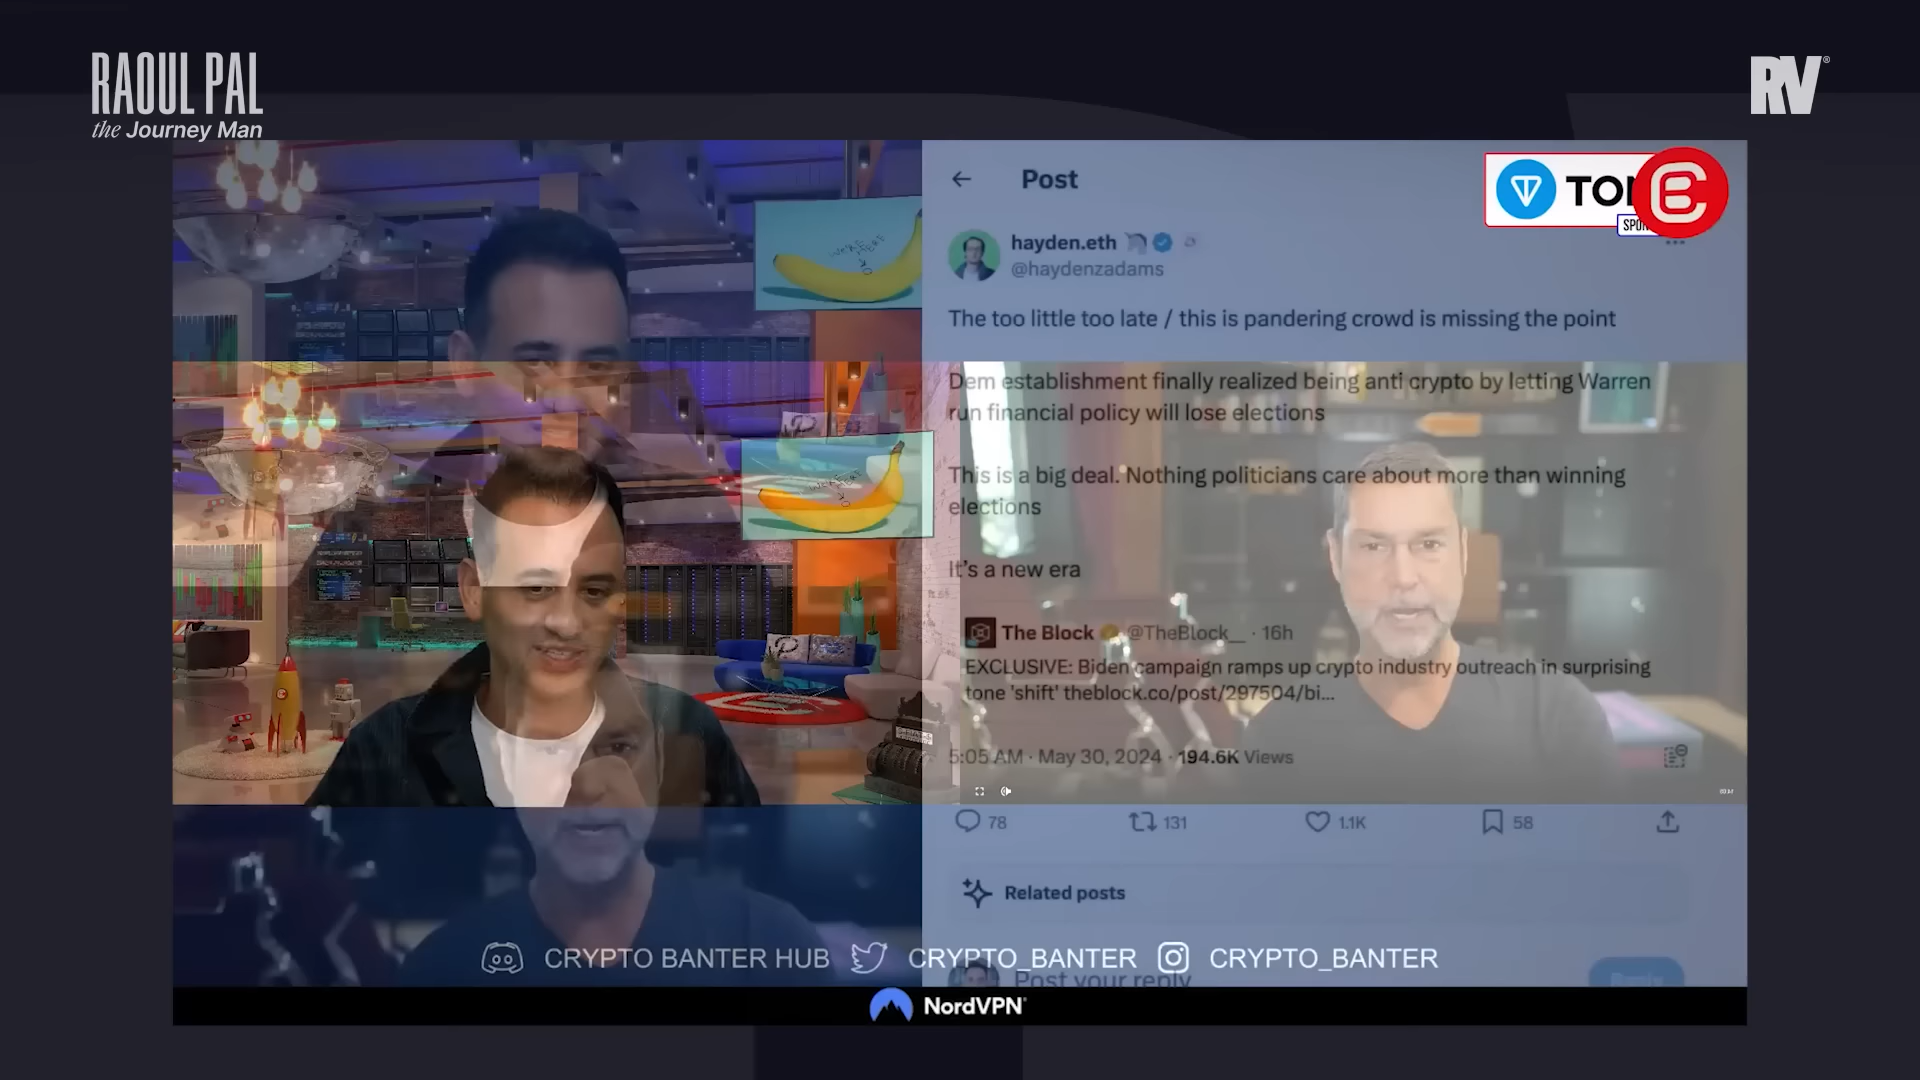 RAOUL PAL
the Journey Man
RV®
Post
TON
hayden.eth
@haydenzadams
The too little too late / this is pandering crowd is missing the point
Dem establishment finally realized being anti crypto by letting Warren
run financial policy will lose elections
This is a big deal. Nothing politicians care about more than winning
elections
It's a new era
The Block @TheBlock__ · 16h
EXCLUSIVE: Biden campaign ramps up crypto industry outreach in surprising
tone 'shift' theblock.co/post/297504/bi...
5:05 AM · May 30, 2024 · 194.6K Views
78 131 1.1K 58
Related posts
CRYPTO BANTER HUB CRYPTO_BANTER CRYPTO_BANTER
Post your reply
Reply
NordVPN®